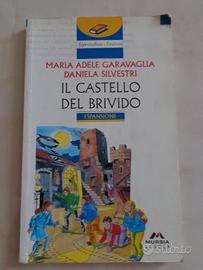 MARIA ADELE GARAVAGLIA
DANIELA SILVESTRI
IL CASTELLO
DEL BRIVIDO
ESPANSIONE
MURSIA